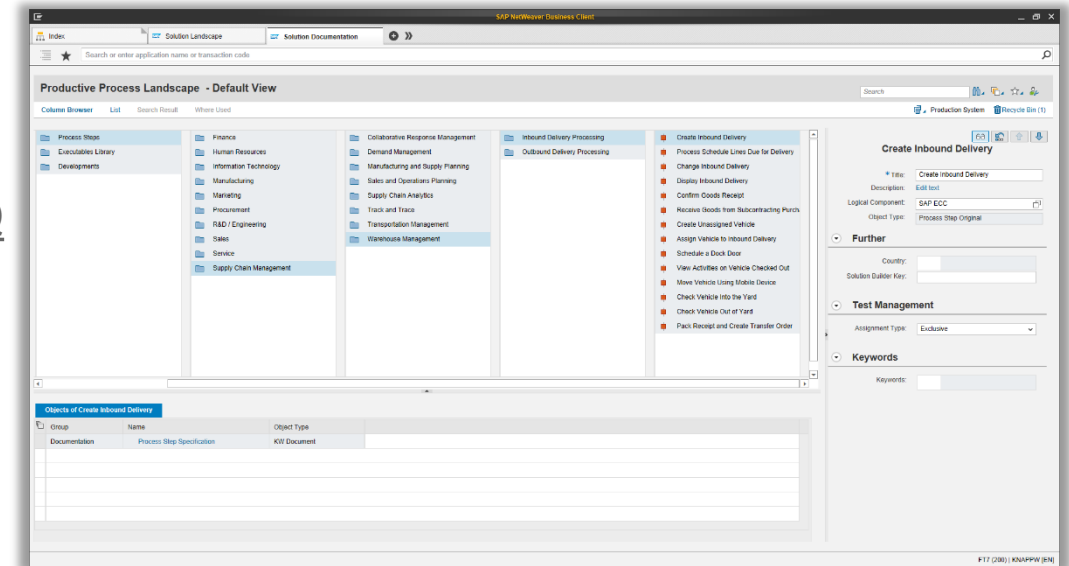 SAP NetWeaver Business Client
Index
Solution Landscape
Solution Documentation
Search or enter application name or transaction code
Productive Process Landscape - Default View
Search
Column Browser List Search Result Where Used
Production System Recycle Bin (1)
Process Steps
Executables Library
Developments
Finance
Human Resources
Information Technology
Manufacturing
Marketing
Procurement
R&D / Engineering
Sales
Service
Supply Chain Management
Collaborative Response Management
Demand Management
Manufacturing and Supply Planning
Sales and Operations Planning
Supply Chain Analytics
Track and Trace
Transportation Management
Warehouse Management
Inbound Delivery Processing
Outbound Delivery Processing
Create Inbound Delivery
Process Schedule Lines Due for Delivery
Change Inbound Delivery
Display Inbound Delivery
Confirm Goods Receipt
Receive Goods from Subcontracting Purch
Create Unassigned Vehicle
Assign Vehicle to Inbound Delivery
Schedule a Dock Door
View Activities on Vehicle Checked Out
Move Vehicle Using Mobile Device
Check Vehicle Into the Yard
Check Vehicle Out of Yard
Pack Receipt and Create Transfer Order
Create Inbound Delivery
* Title: Create Inbound Delivery
Description: Edit text
Logical Component: SAP ECC
Object Type: Process Step Original
Further
Country:
Solution Builder Key:
Test Management
Assignment Type: Exclusive
Keywords
Keywords:
Objects of Create Inbound Delivery
Group Name Object Type
Documentation Process Step Specification KW Document
FT7 (200) | KNAPPW [EN]